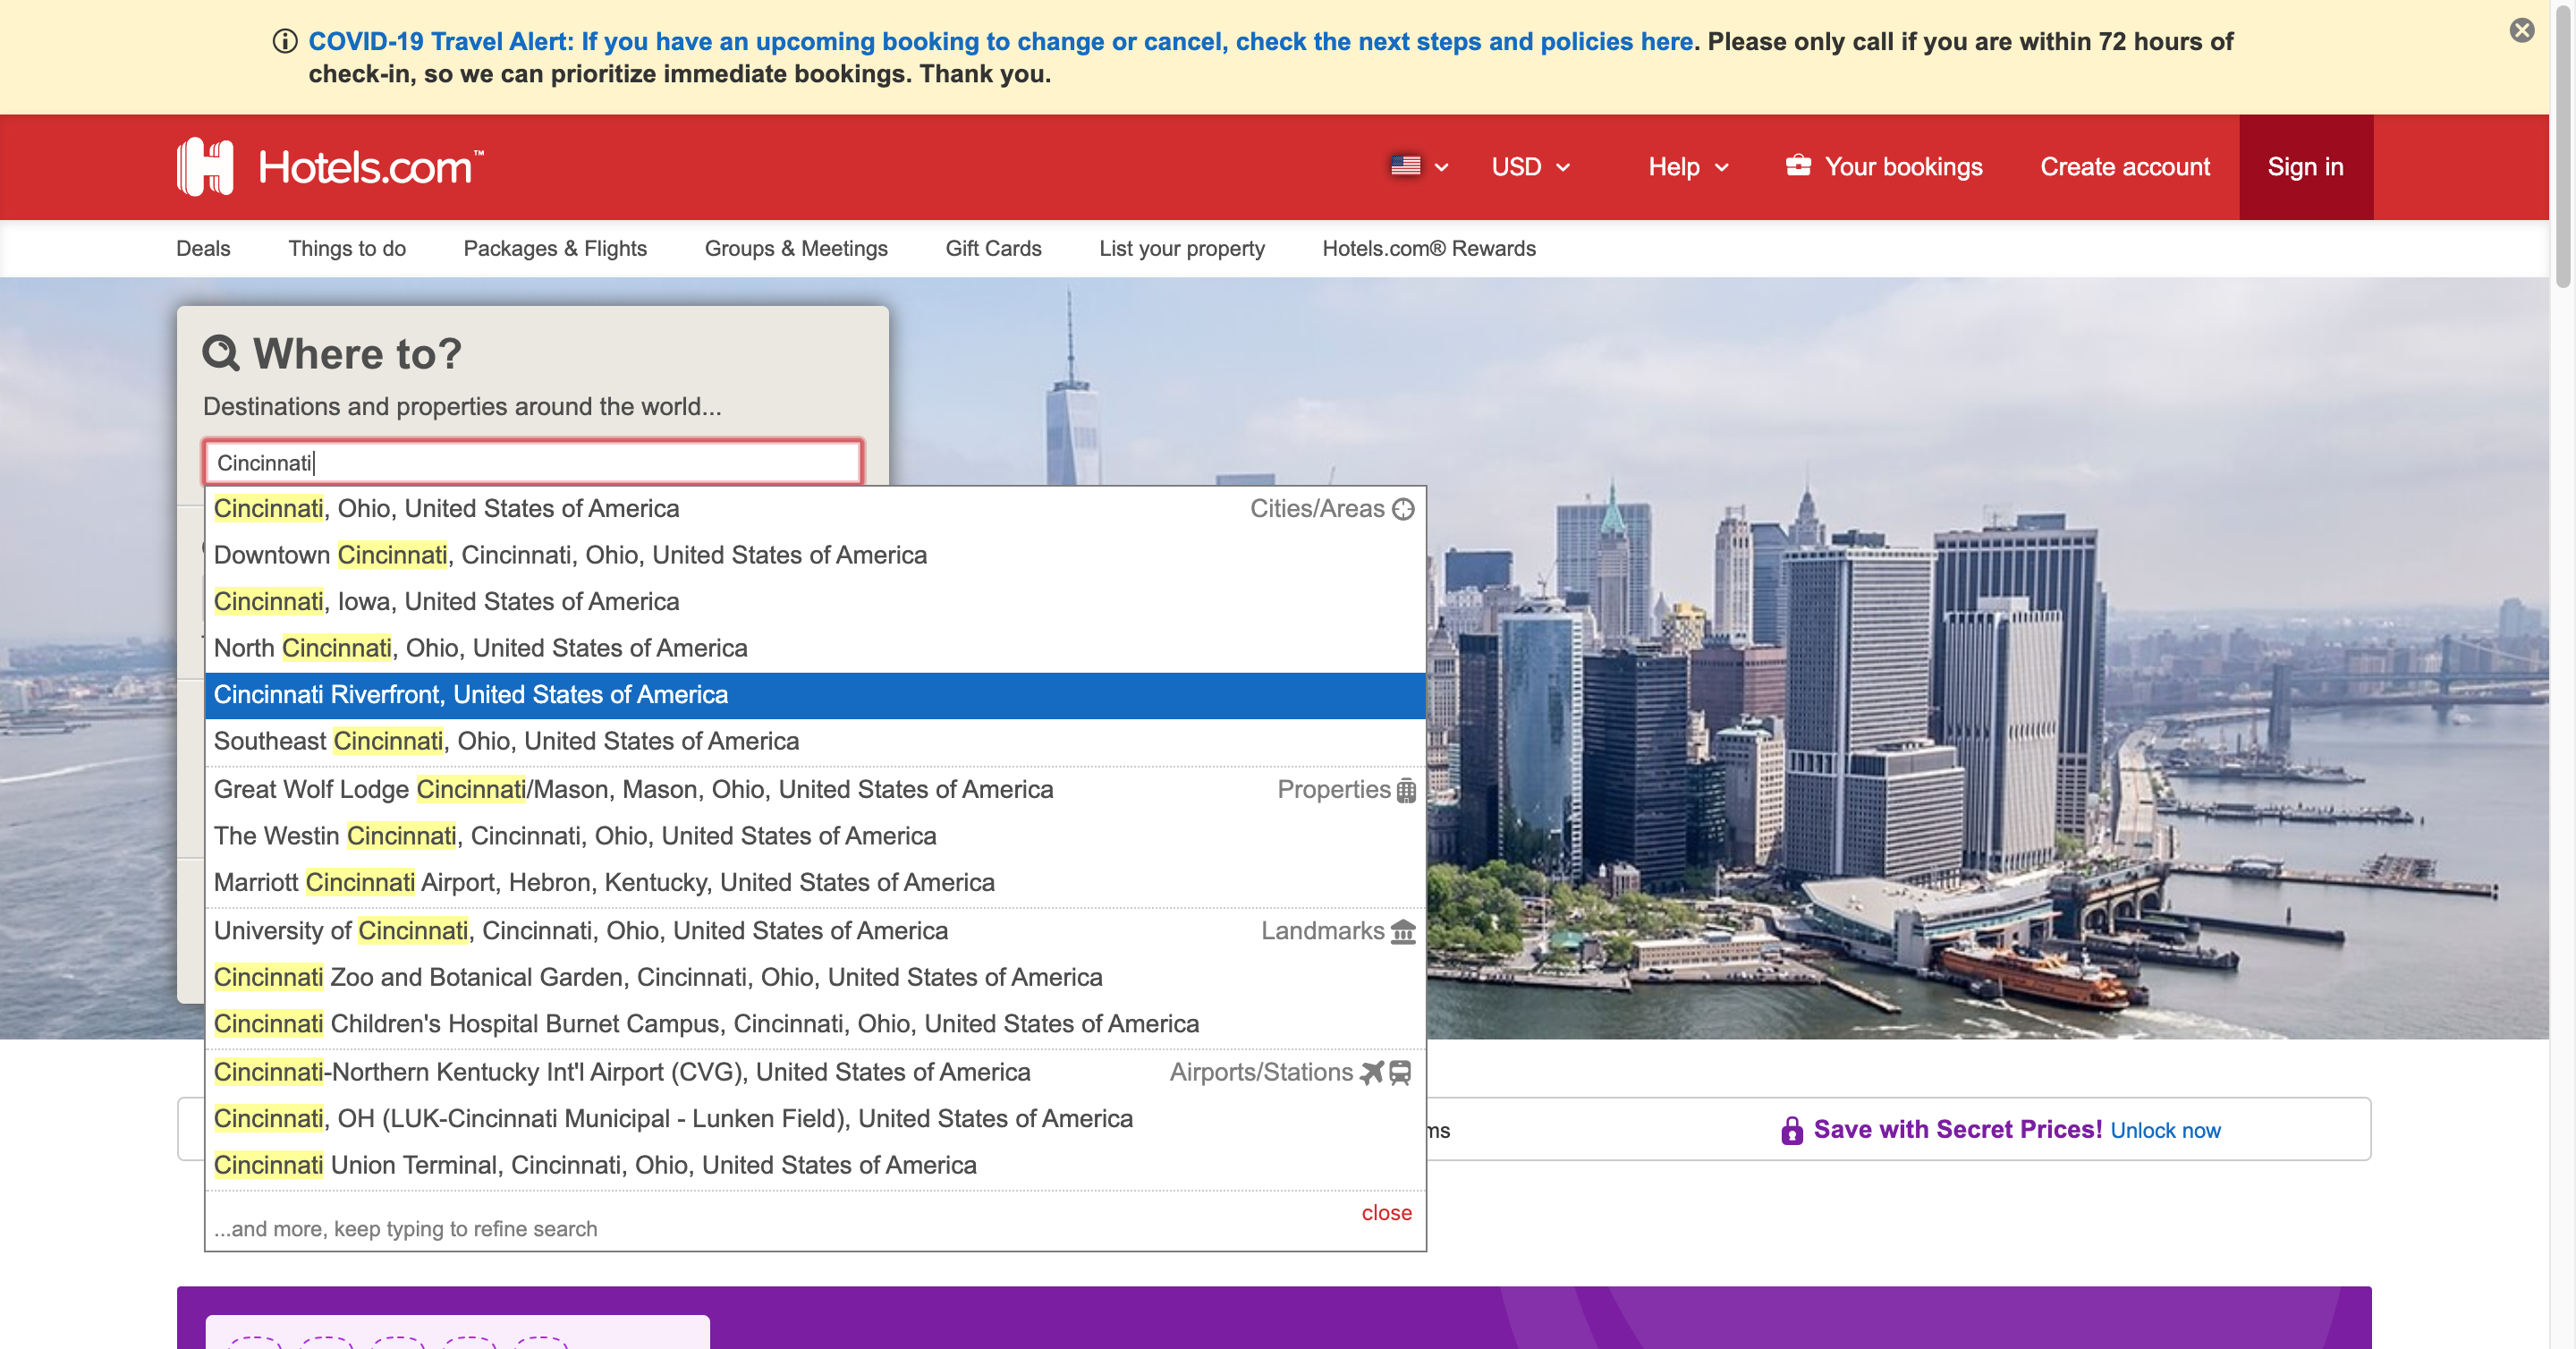 COVID-19 Travel Alert: If you have an upcoming booking to change or cancel, check the next steps and policies here. Please only call if you are within 72 hours of
check-in, so we can prioritize immediate bookings. Thank you.
Hotels.com™
USD
Help
Your bookings
Create account
Sign in
Deals
Things to do
Packages & Flights
Groups & Meetings
Gift Cards
List your property
Hotels.com® Rewards
Where to?
Destinations and properties around the world...
Cincinnati
Cincinnati, Ohio, United States of America
Cities/Areas
Downtown Cincinnati, Cincinnati, Ohio, United States of America
Cincinnati, Iowa, United States of America
North Cincinnati, Ohio, United States of America
Cincinnati Riverfront, United States of America
Southeast Cincinnati, Ohio, United States of America
Great Wolf Lodge Cincinnati/Mason, Mason, Ohio, United States of America
Properties
The Westin Cincinnati, Cincinnati, Ohio, United States of America
Marriott Cincinnati Airport, Hebron, Kentucky, United States of America
University of Cincinnati, Cincinnati, Ohio, United States of America
Landmarks
Cincinnati Zoo and Botanical Garden, Cincinnati, Ohio, United States of America
Cincinnati Children's Hospital Burnet Campus, Cincinnati, Ohio, United States of America
Cincinnati-Northern Kentucky Int'l Airport (CVG), United States of America
Airports/Stations
Cincinnati, OH (LUK-Cincinnati Municipal - Lunken Field), United States of America
Cincinnati Union Terminal, Cincinnati, Ohio, United States of America
...and more, keep typing to refine search
close
Save with Secret Prices! Unlock now